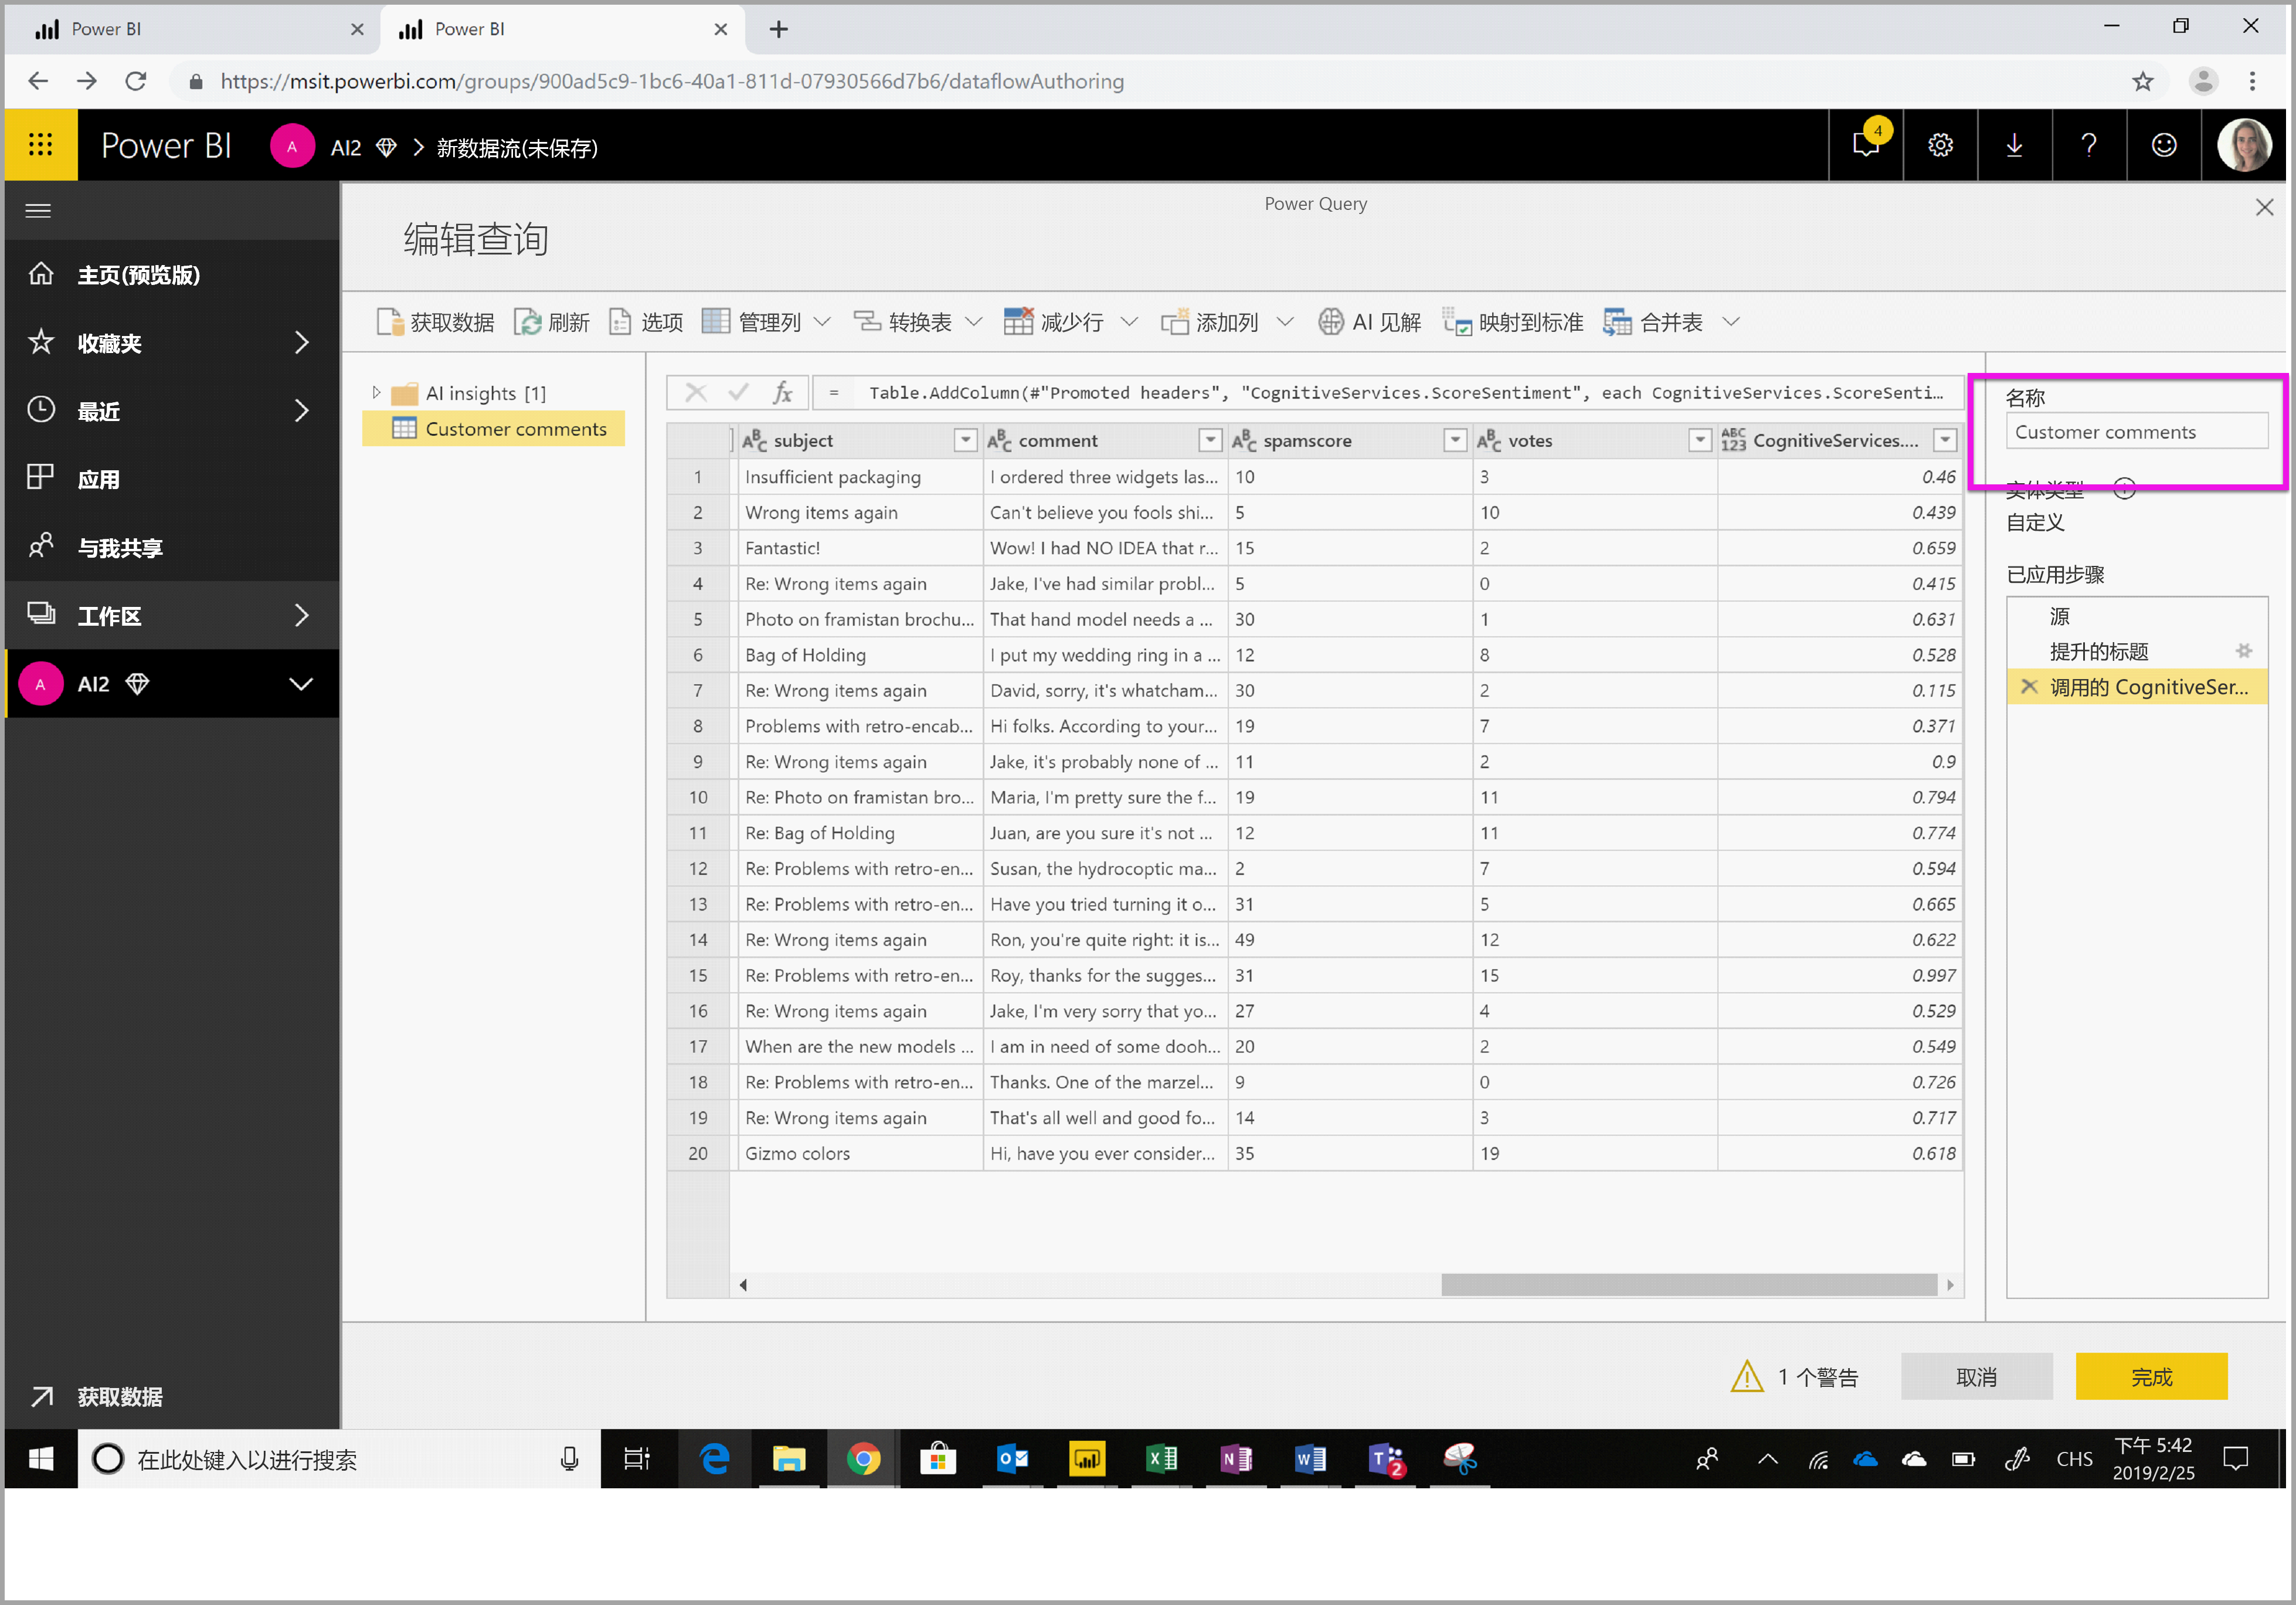 Power BI
Power BI
https://msit.powerbi.com/groups/900ad5c9-1bc6-40a1-811d-07930566d7b6/dataflowAuthoring
Power BI A AI2 > 新数据流(未保存) 4
Power Query
编辑查询
主页(预览版)
收藏夹
最近
应用
与我共享
工作区
A AI2
获取数据
获取数据 刷新 选项 管理列 转换表 减少行 添加列 AI 见解 映射到标准 合并表
AI insights [1]
Customer comments
fx = Table.AddColumn(#"Promoted headers", "CognitiveServices.ScoreSentiment", each CognitiveServices.ScoreSenti...
ABC subject ABC comment ABC spamscore ABC votes ABC 123 CognitiveServices....
1 Insufficient packaging I ordered three widgets las... 10 3 0.46
2 Wrong items again Can't believe you fools shi... 5 10 0.439
3 Fantastic! Wow! I had NO IDEA that r... 15 2 0.659
4 Re: Wrong items again Jake, I've had similar probl... 5 0 0.415
5 Photo on framistan brochu... That hand model needs a ... 30 1 0.631
6 Bag of Holding I put my wedding ring in a ... 12 8 0.528
7 Re: Wrong items again David, sorry, it's whatcham... 30 2 0.115
8 Problems with retro-encab... Hi folks. According to your... 19 7 0.371
9 Re: Wrong items again Jake, it's probably none of ... 11 2 0.9
10 Re: Photo on framistan bro... Maria, I'm pretty sure the f... 19 11 0.794
11 Re: Bag of Holding Juan, are you sure it's not ... 12 11 0.774
12 Re: Problems with retro-en... Susan, the hydrocoptic ma... 2 7 0.594
13 Re: Problems with retro-en... Have you tried turning it o... 31 5 0.665
14 Re: Wrong items again Ron, you're quite right: it is... 49 12 0.622
15 Re: Problems with retro-en... Roy, thanks for the sugges... 31 15 0.997
16 Re: Wrong items again Jake, I'm very sorry that yo... 27 4 0.529
17 When are the new models ... I am in need of some dooh... 20 2 0.549
18 Re: Problems with retro-en... Thanks. One of the marzel... 9 0 0.726
19 Re: Wrong items again That's all well and good fo... 14 3 0.717
20 Gizmo colors Hi, have you ever consider... 35 19 0.618
名称
Customer comments
实体类型
自定义
已应用步骤
源
提升的标题
调用的 CognitiveSer...
1 个警告 取消 完成
在此处键入以进行搜索
2
CHS
下午 5:42
2019/2/25